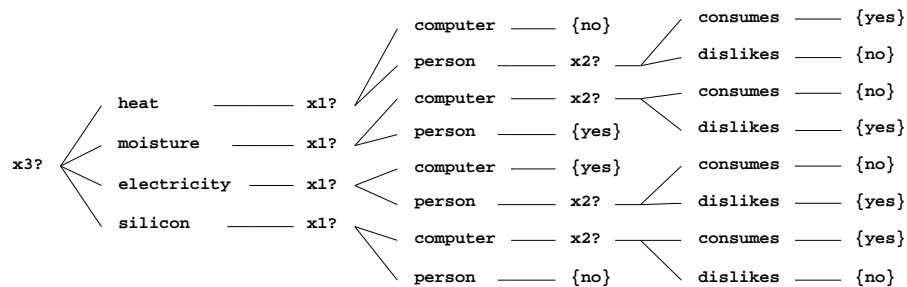 computer {no} consumes {yes}
person x2? dislikes {no}
heat x1? computer x2? consumes {no}
moisture x1? person {yes} dislikes {yes}
x3?
electricity x1? computer {yes} consumes {no}
person x2? dislikes {yes}
silicon x1? computer x2? consumes {yes}
person {no} dislikes {no}